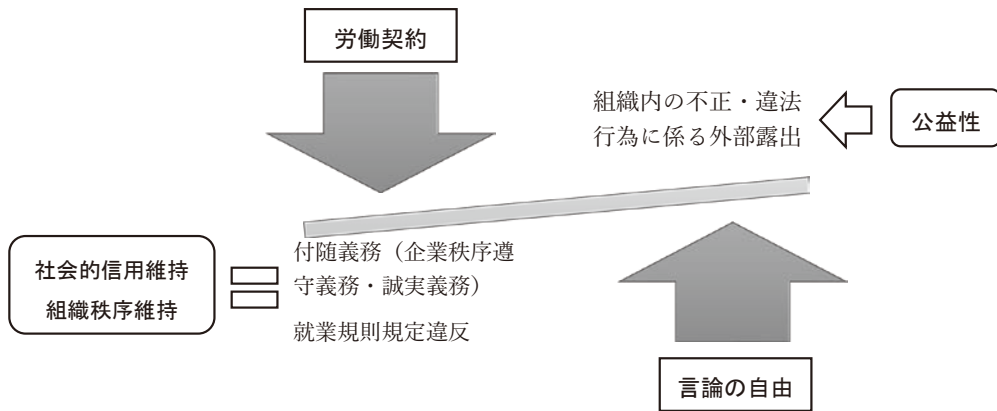 労働契約
組織内の不正・違法
行為に係る外部露出
公益性
社会的信用維持
組織秩序維持
付随義務（企業秩序遵
守義務・誠実義務）
就業規則規定違反
言論の自由